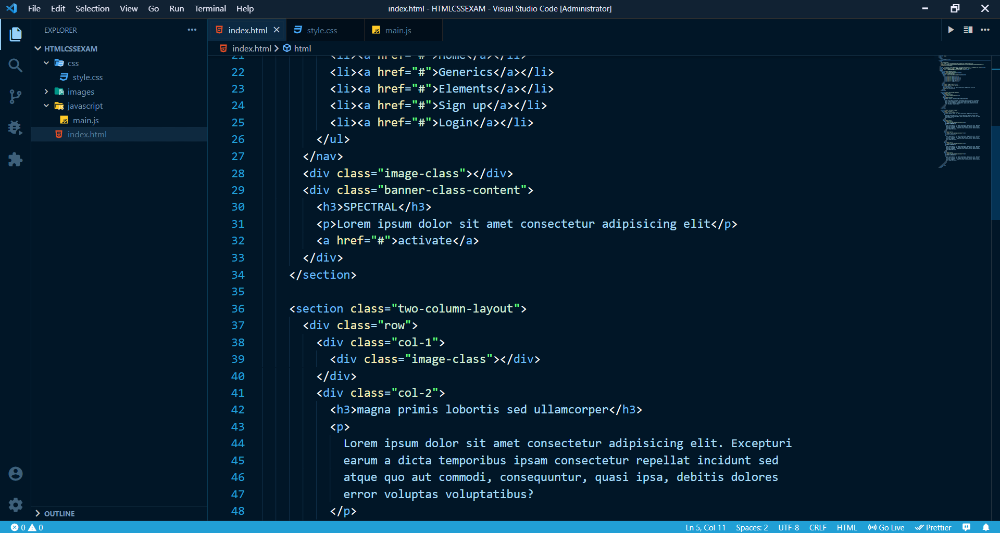 File Edit Selection View Go Run Terminal Help
index.html - HTMLCSSEXAM - Visual Studio Code [Administrator]
EXPLORER
HTMLCSSEXAM
css
style.css
images
javascript
JS main.js
index.html
OUTLINE
index.html
style.css
JS main.js
index.html > html
21 <li><a href="#">Home</a></li>
22 <li><a href="#">Generics</a></li>
23 <li><a href="#">Elements</a></li>
24 <li><a href="#">Sign up</a></li>
25 <li><a href="#">Login</a></li>
26 </ul>
27 </nav>
28 <div class="image-class"></div>
29 <div class="banner-class-content">
30 <h3>SPECTRAL</h3>
31 <p>Lorem ipsum dolor sit amet consectetur adipisicing elit</p>
32 <a href="#">activate</a>
33 </div>
34 </section>
35
36 <section class="two-column-layout">
37 <div class="row">
38 <div class="col-1">
39 <div class="image-class"></div>
40 </div>
41 <div class="col-2">
42 <h3>magna primis lobortis sed ullamcorper</h3>
43 <p>
44 Lorem ipsum dolor sit amet consectetur adipisicing elit. Excepturi
45 earum a dicta temporibus ipsam consectetur repellat incidunt sed
46 atque quo aut commodi, consequuntur, quasi ipsa, debitis dolores
47 error voluptas voluptatibus?
48 </p>
0 0 Ln 5, Col 11 Spaces: 2 UTF-8 CRLF HTML Go Live Prettier